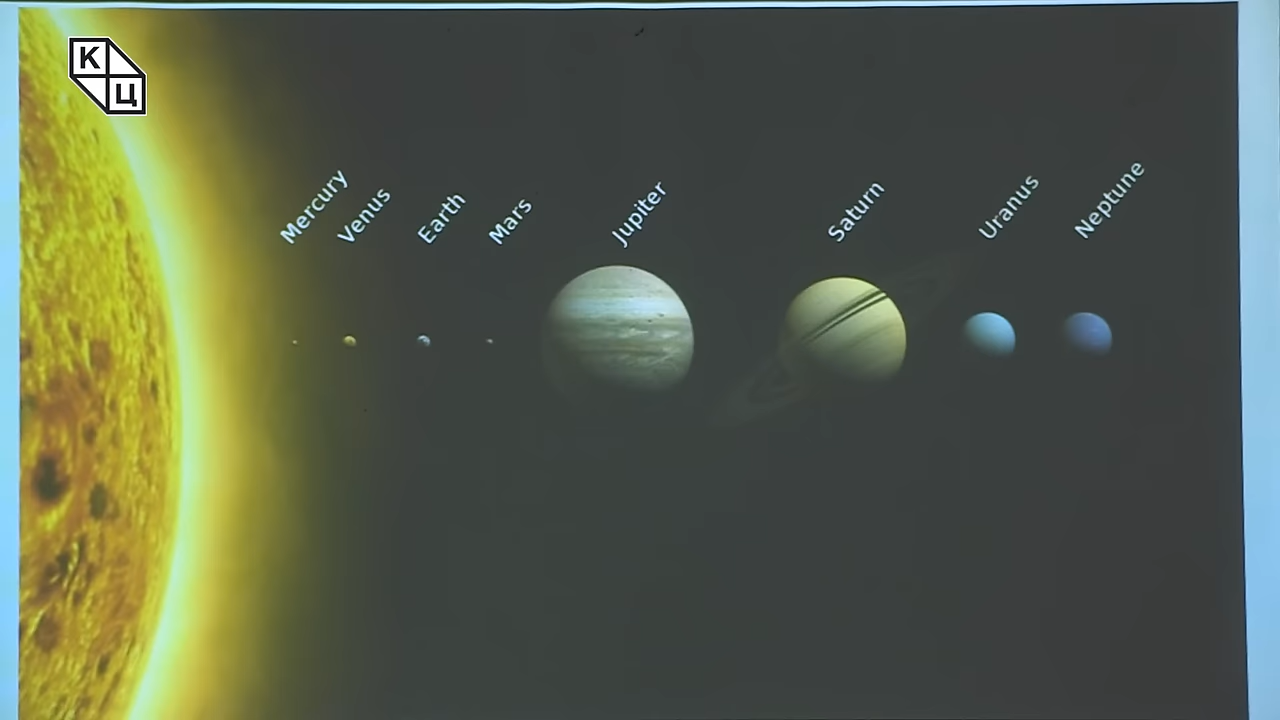 К
Ц
Mercury
Venus
Earth
Mars
Jupiter
Saturn
Uranus
Neptune